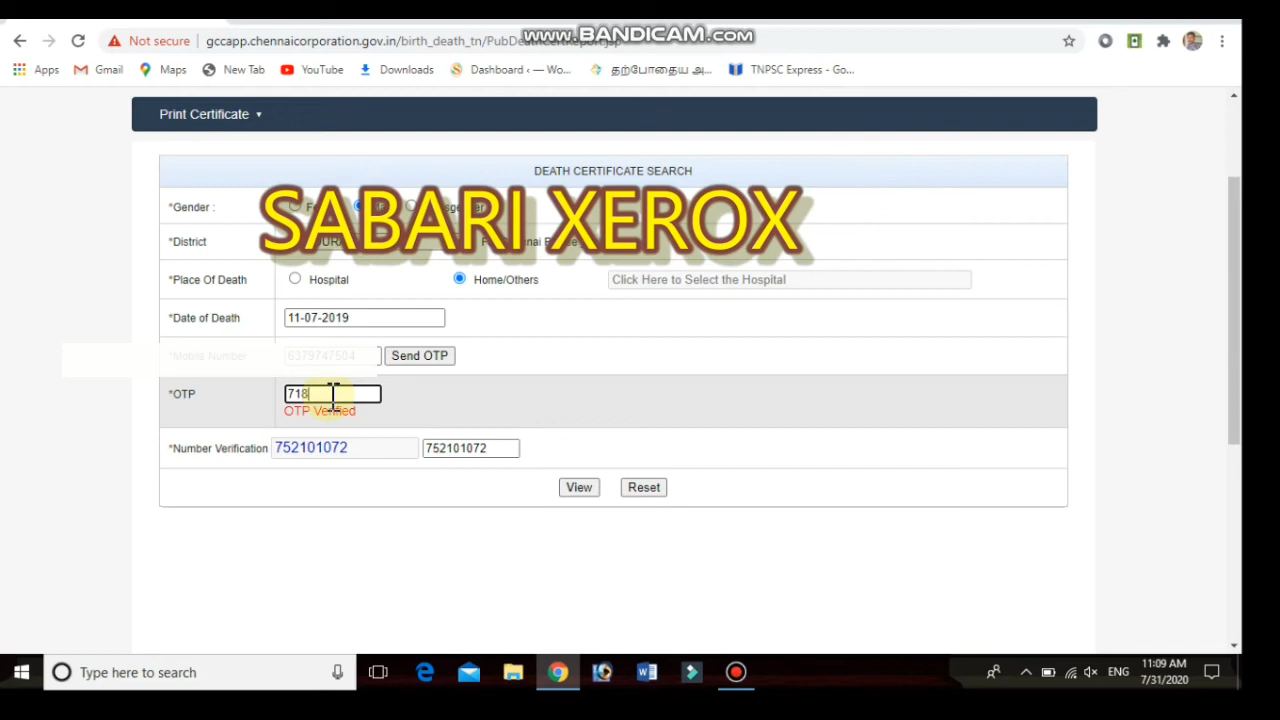 www.BANDICAM.com
Not secure gccapp.chennaicorporation.gov.in/birth_death_tn/
Apps Gmail Maps New Tab YouTube Downloads Dashboard ‹ — Wo... தற்போதைய அ... TNPSC Express - Go...
Print Certificate
DEATH CERTIFICATE SEARCH
*Gender :
SABARI XEROX
*District
*Place Of Death Hospital Home/Others Click Here to Select the Hospital
*Date of Death 11-07-2019
*Mobile Number 6379747504 Send OTP
*OTP 718
OTP Verified
*Number Verification 752101072 752101072
View Reset
Type here to search ENG 11:09 AM
7/31/2020